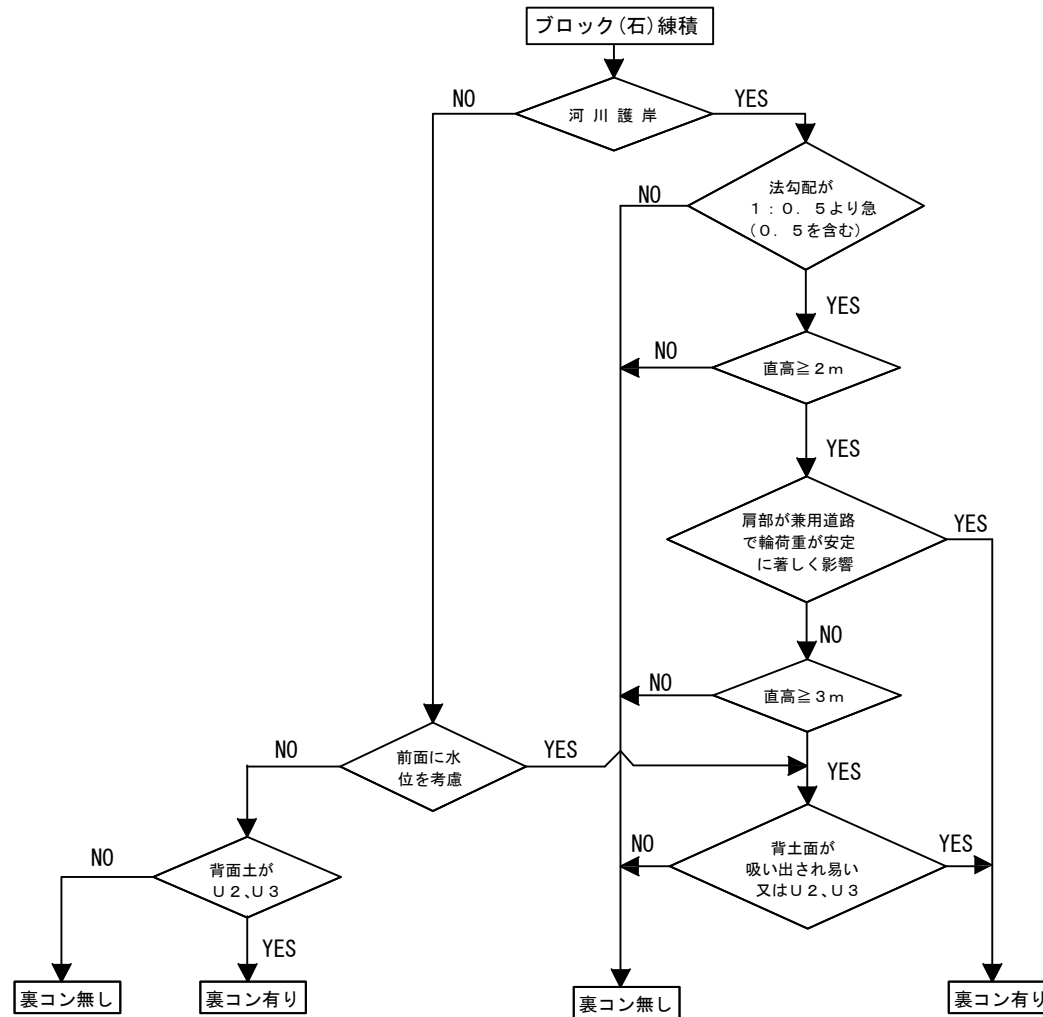 ブロック(石)練積
NO
YES
河 川 護 岸
法勾配が
1:0.5より急
(0.5を含む)
NO
YES
NO
直高≧2m
YES
肩部が兼用道路
で輪荷重が安定
に著しく影響
YES
NO
NO
直高≧3m
NO
前面に水
位を考慮
YES
YES
NO
背面土が
U2、U3
NO
背土面が
吸い出され易い
又はU2、U3
YES
YES
裏コン無し
裏コン有り
裏コン無し
裏コン有り